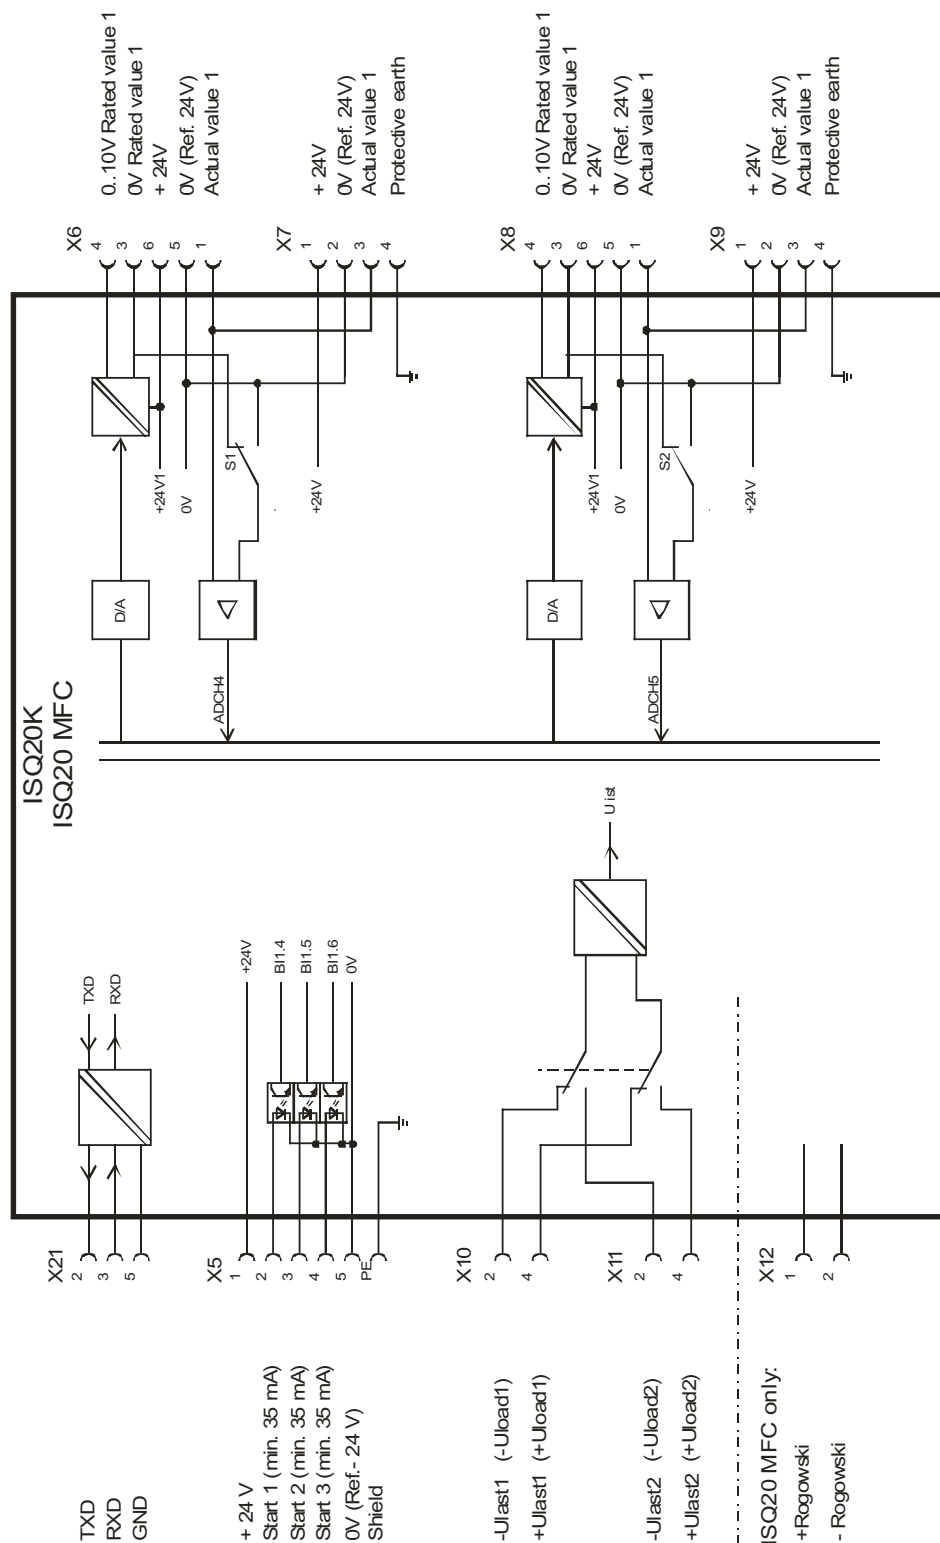 ISQ20K
ISQ20 MFC
X21
2
3
5
TXD
RXD
GND
TXD
RXD
X5
1
2
3
4
5
PE
+ 24 V
Start 1 (min. 35 mA)
Start 2 (min. 35 mA)
Start 3 (min. 35 mA)
0V (Ref.- 24 V)
Shield
+24V
BI1.4
BI1.5
BI1.6
0V
X10
2
4
-Ulast1 (-Uload1)
+Ulast1 (+Uload1)
X11
2
4
-Ulast2 (-Uload2)
+Ulast2 (+Uload2)
U ist
ISQ20 MFC only:
X12
1
2
+Rogowski
- Rogowski
X6
4
3
6
5
1
0..10V Rated value 1
0V Rated value 1
+ 24V
0V (Ref. 24V)
Actual value 1
D/A
+24V1
0V
S1
ADCH4
X7
1
2
3
4
+ 24V
0V (Ref. 24V)
Actual value 1
Protective earth
+24V
X8
4
3
6
5
1
0..10V Rated value 1
0V Rated value 1
+ 24V
0V (Ref. 24V)
Actual value 1
D/A
+24V1
0V
S2
ADCH5
X9
1
2
3
4
+ 24V
0V (Ref. 24V)
Actual value 1
Protective earth
+24V